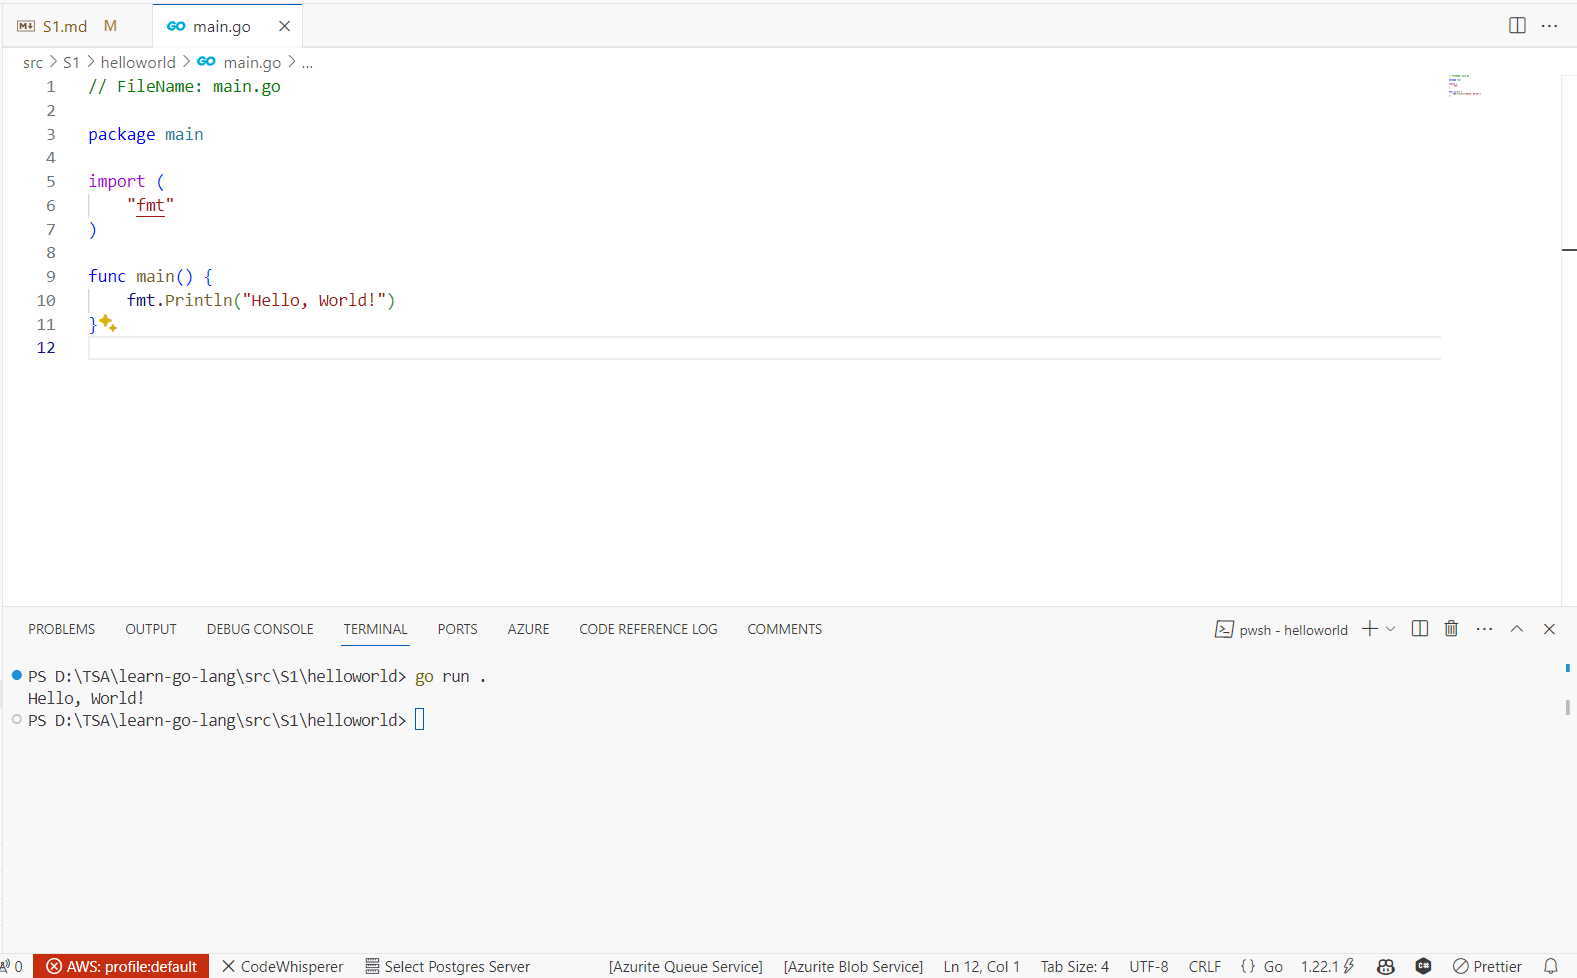 S1.md M
GO main.go
src > S1 > helloworld > GO main.go > ...
1 // FileName: main.go
2
3 package main
4
5 import (
6 "fmt"
7 )
8
9 func main() {
10 fmt.Println("Hello, World!")
11 }
12
PROBLEMS OUTPUT DEBUG CONSOLE TERMINAL PORTS AZURE CODE REFERENCE LOG COMMENTS pwsh - helloworld
PS D:\TSA\learn-go-lang\src\S1\helloworld> go run .
Hello, World!
PS D:\TSA\learn-go-lang\src\S1\helloworld>
0 AWS: profile:default CodeWhisperer Select Postgres Server [Azurite Queue Service] [Azurite Blob Service] Ln 12, Col 1 Tab Size: 4 UTF-8 CRLF {} Go 1.22.1 Prettier